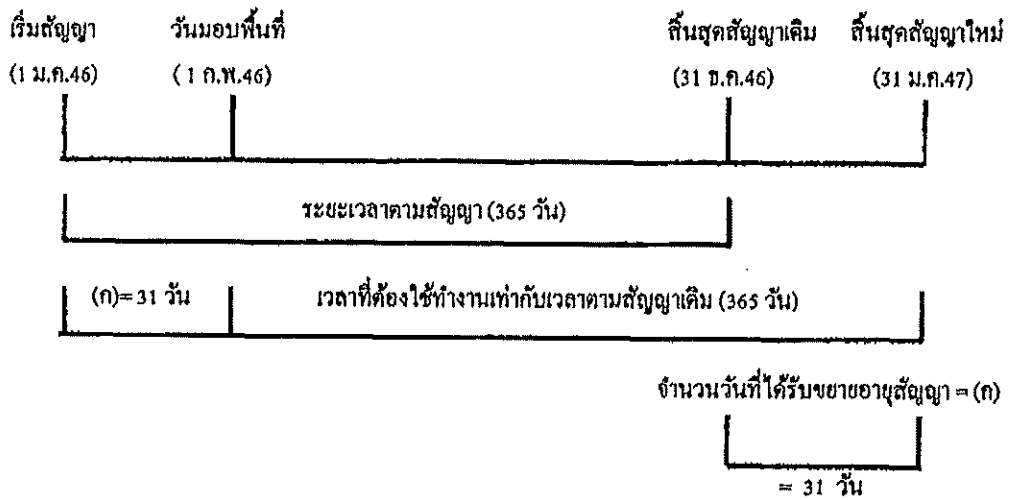 เริ่มสัญญา วันมอบพื้นที่ สิ้นสุดสัญญาเดิม สิ้นสุดสัญญาใหม่
(1 ม.ค.46) (1 ก.พ.46) (31 ธ.ค.46) (31 ม.ค.47)
ระยะเวลาตามสัญญา (365 วัน)
(ก)= 31 วัน เวลาที่ต้องใช้ทำงานเท่ากับเวลาตามสัญญาเดิม (365 วัน)
จำนวนวันที่ได้รับขยายอายุสัญญา = (ก)
= 31 วัน